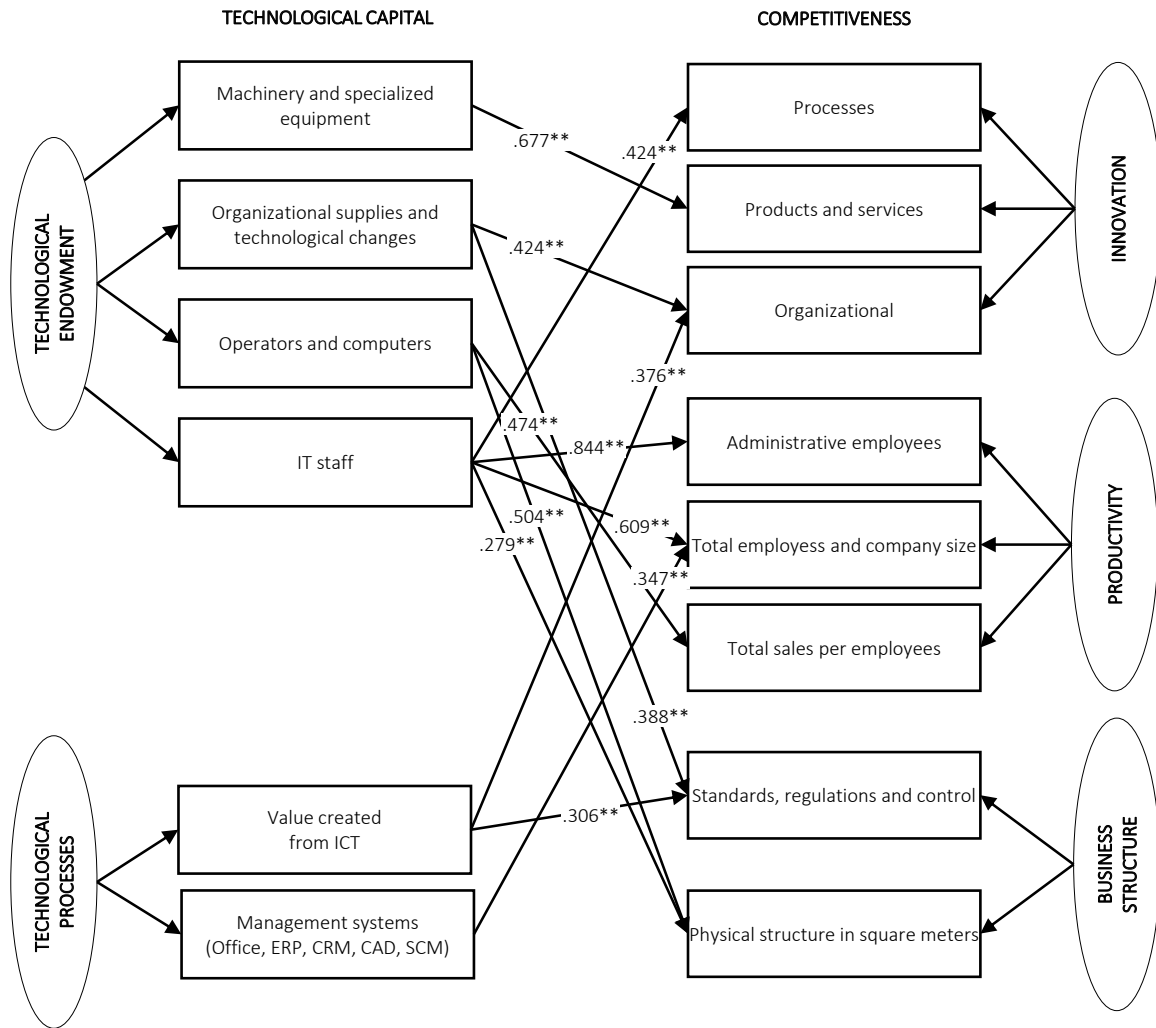 TECHNOLOGICAL CAPITAL
COMPETITIVENESS
TECHNOLOGICAL
ENDOWMENT
Machinery and specialized
equipment
Organizational supplies and
technological changes
Operators and computers
IT staff
TECHNOLOGICAL
PROCESSES
Value created
from ICT
Management systems
(Office, ERP, CRM, CAD, SCM)
.677**
.424**
.424**
.376**
.474**
.844**
.504**
.609**
.279**
.347**
.388**
.306**
Processes
Products and services
Organizational
INNOVATION
Administrative employees
Total employess and company size
Total sales per employees
PRODUCTIVITY
Standards, regulations and control
Physical structure in square meters
BUSINESS
STRUCTURE